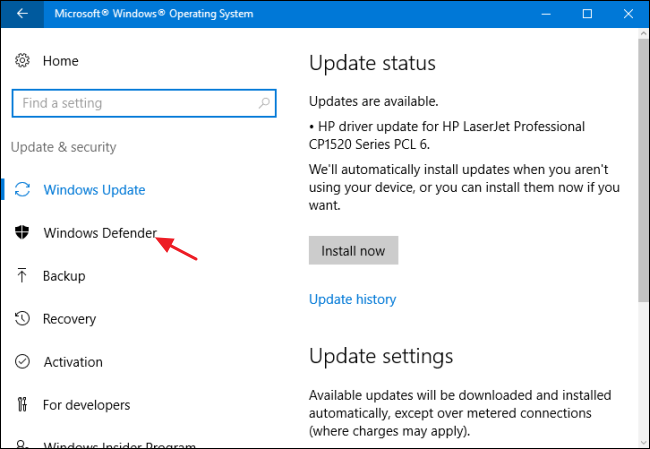 Microsoft® Windows® Operating System
Home
Find a setting
Update & security
Windows Update
Windows Defender
Backup
Recovery
Activation
For developers
Windows Insider Program
Update status
Updates are available.
• HP driver update for HP LaserJet Professional
CP1520 Series PCL 6.
We'll automatically install updates when you aren't
using your device, or you can install them now if you
want.
Install now
Update history
Update settings
Available updates will be downloaded and installed
automatically, except over metered connections
(where charges may apply).